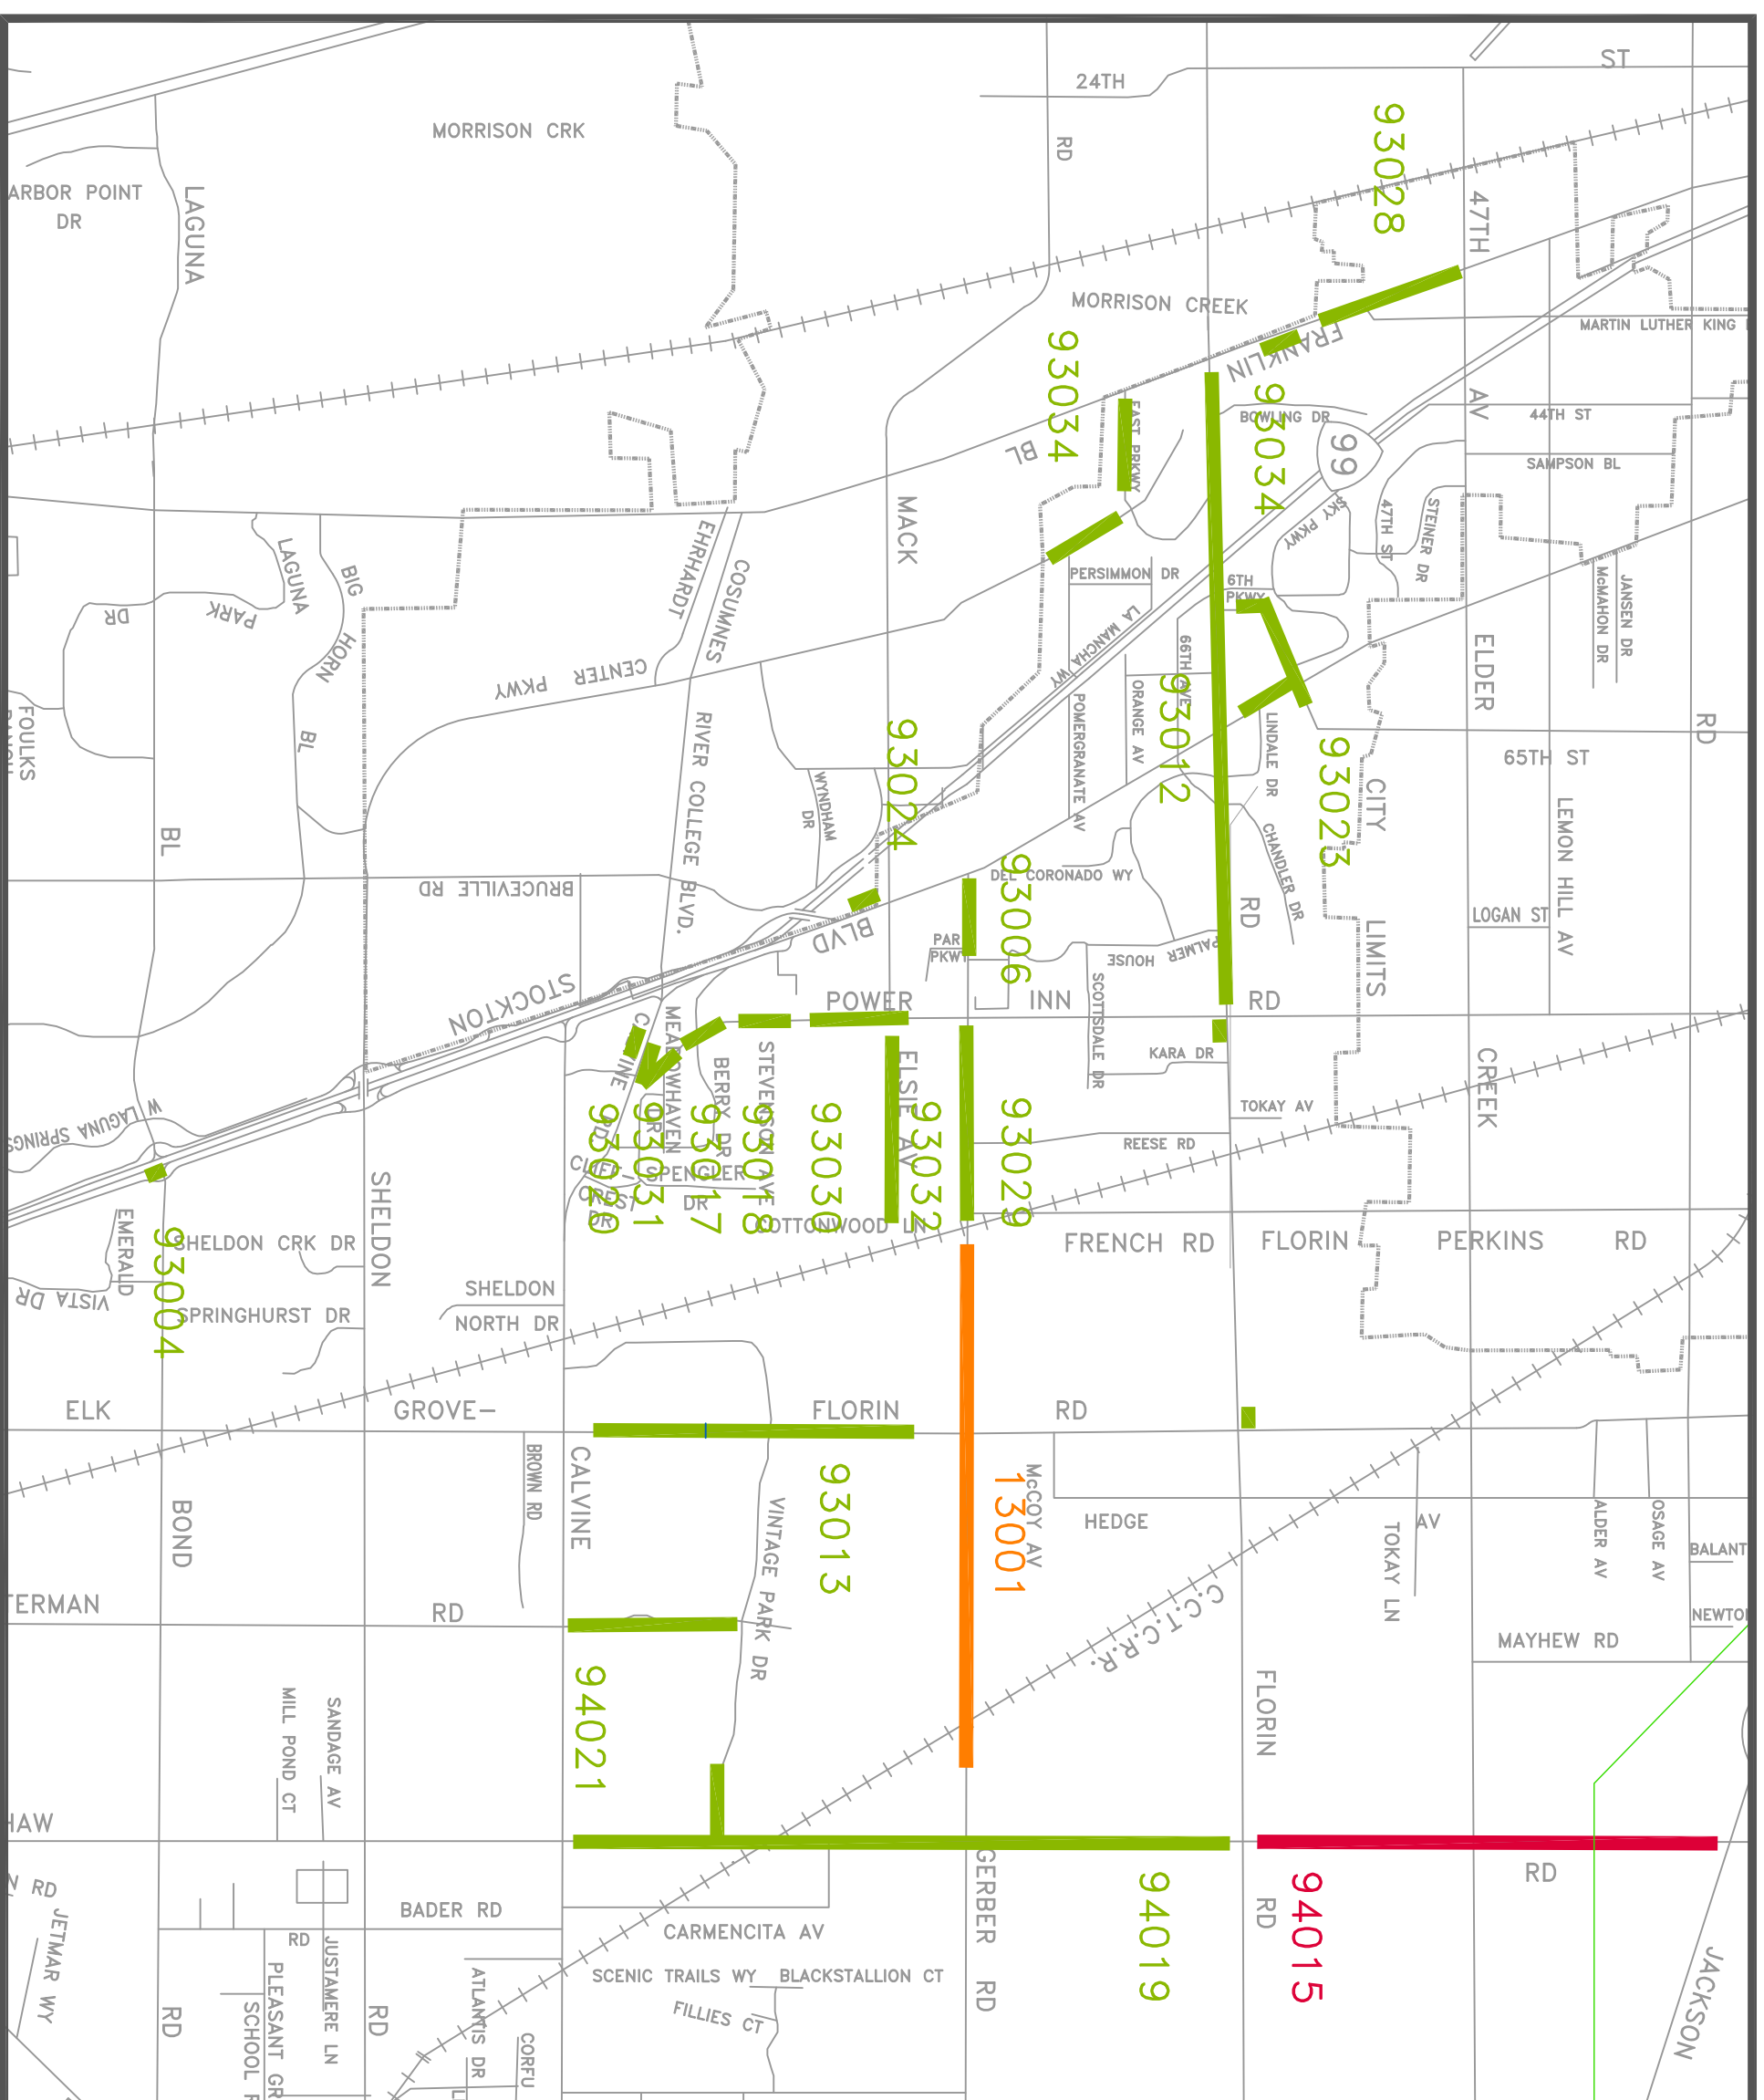 ST
24TH
MORRISON CRK
RD
93028
ARBOR POINT
DR
LAGUNA
47TH
MORRISON CREEK
MARTIN LUTHER KING
FRANKLIN
93034
93034
EAST PRKWY
BOWLING DR
AV
44TH ST
99
BL
SAMPSON BL
MACK
SKY PKWY
47TH ST
STEINER DR
EHRHARDT
COSUMNES
LAGUNA
BIG
PERSIMMON DR
6TH
PKWY
McMAHON DR
JANSEN DR
DR
PARK
HORN
LA MANCHA WY
66TH AVE
ELDER
CENTER
PKWY
ORANGE AV
POMERGRANATE AV
93012
LINDALE DR
FOULKS
BL
RIVER COLLEGE BLVD.
93024
93023
65TH ST
RD
WYNDHAM
DR
CITY
LEMON HILL AV
BL
CHANDLER DR
BRUCEVILLE RD
DEL CORONADO WY
93006
RD
LOGAN ST
LIMITS
BLVD
PAR
PKWY
PALMER
HOUSE
STOCKTON
POWER
INN
RD
SCOTTSDALE DR
MEADOWHAVEN
DR
BERRY DR
STEVENSON AVE
ELSIE AV
KARA DR
CREEK
W LAGUNA SPRINGS
TOKAY AV
REESE RD
93020
93031
93017
93018
93030
93032
93029
CLIFF-
CREST
DR
SPENGLER
DR
COTTONWOOD LN
SHELDON
EMERALD
93004
SHELDON CRK DR
FRENCH RD
FLORIN
PERKINS
RD
VISTA DR
SPRINGHURST DR
SHELDON
NORTH DR
ELK
GROVE-
FLORIN
RD
BROWN RD
CALVINE
93013
13001
McCOY AV
HEDGE
AV
TOKAY LN
ALDER AV
OSAGE AV
BOND
VINTAGE PARK DR
BALANT
C.C.T.C.R.R.
ERMAN
RD
NEWTO
MAYHEW RD
94021
FLORIN
MILL POND CT
SANDAGE AV
HAW
GERBER
94019
RD
94015
RD
N RD
BADER RD
CARMENCITA AV
JETMAR WY
RD
JUSTAMERE LN
PLEASANT GR
SCHOOL
ATLANTIS DR
SCENIC TRAILS WY
BLACKSTALLION CT
FILLIES CT
RD
JACKSON
RD
RD
CORFU